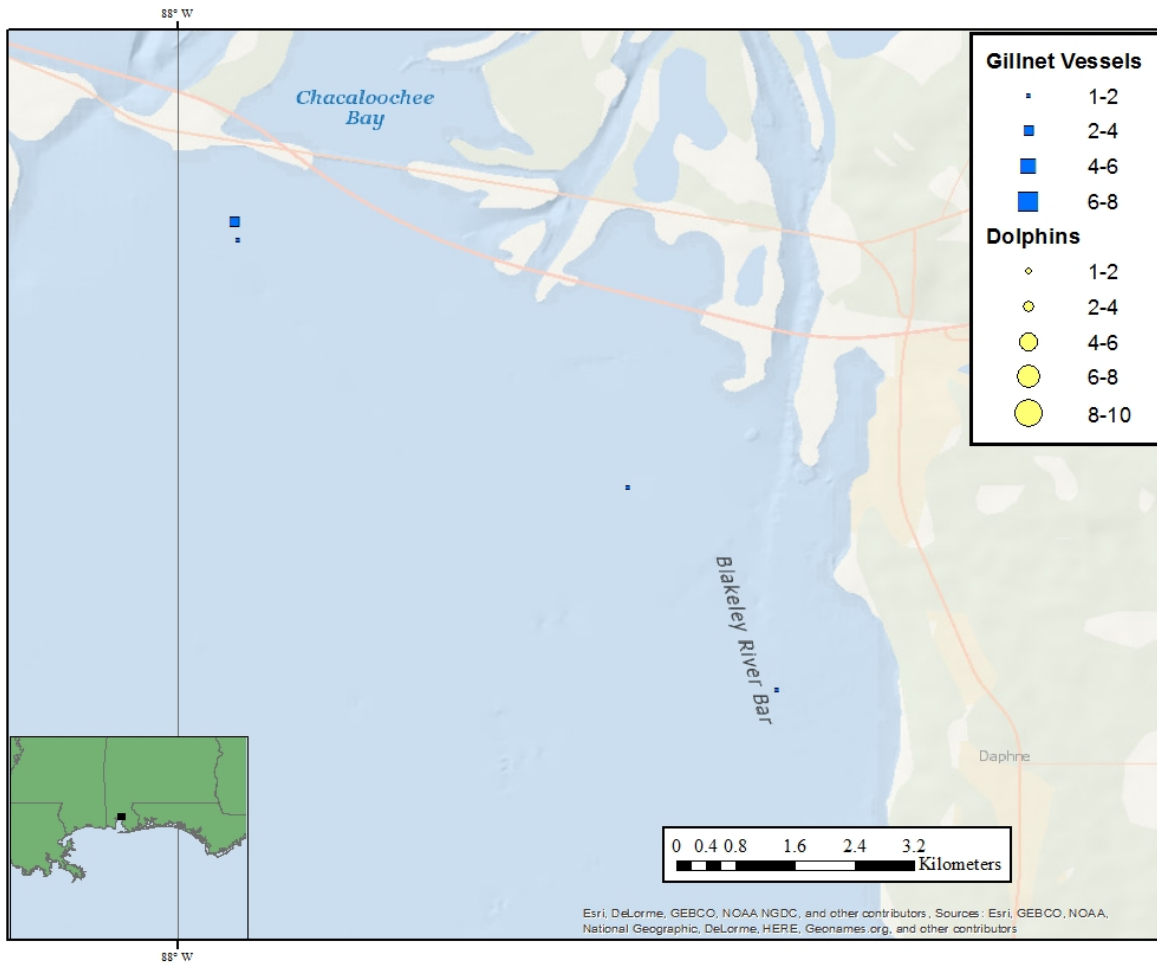 88° W
Chacaloochee
Bay
Gillnet Vessels
1-2
2-4
4-6
6-8
Dolphins
1-2
2-4
4-6
6-8
8-10
Blakeley River Bar
Daphne
0 0.4 0.8 1.6 2.4 3.2
Kilometers
Esri, DeLorme, GEBCO, NOAA NGDC, and other contributors, Sources: Esri, GEBCO, NOAA,
National Geographic, DeLorme, HERE, Geonames.org, and other contributors
88° W